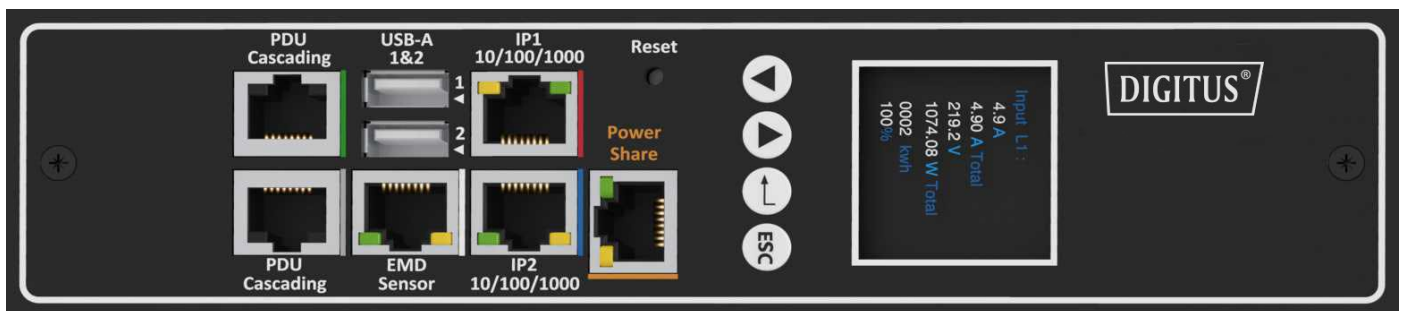 PDU
Cascading
USB-A
1&2
IP1
10/100/1000
Reset
1
2
Power
Share
PDU
Cascading
EMD
Sensor
IP2
10/100/1000
ESC
Input L1 :
4.9 A
4.90 A Total
219.2 V
1074.08 W Total
0002 kwh
100%
DIGITUS®